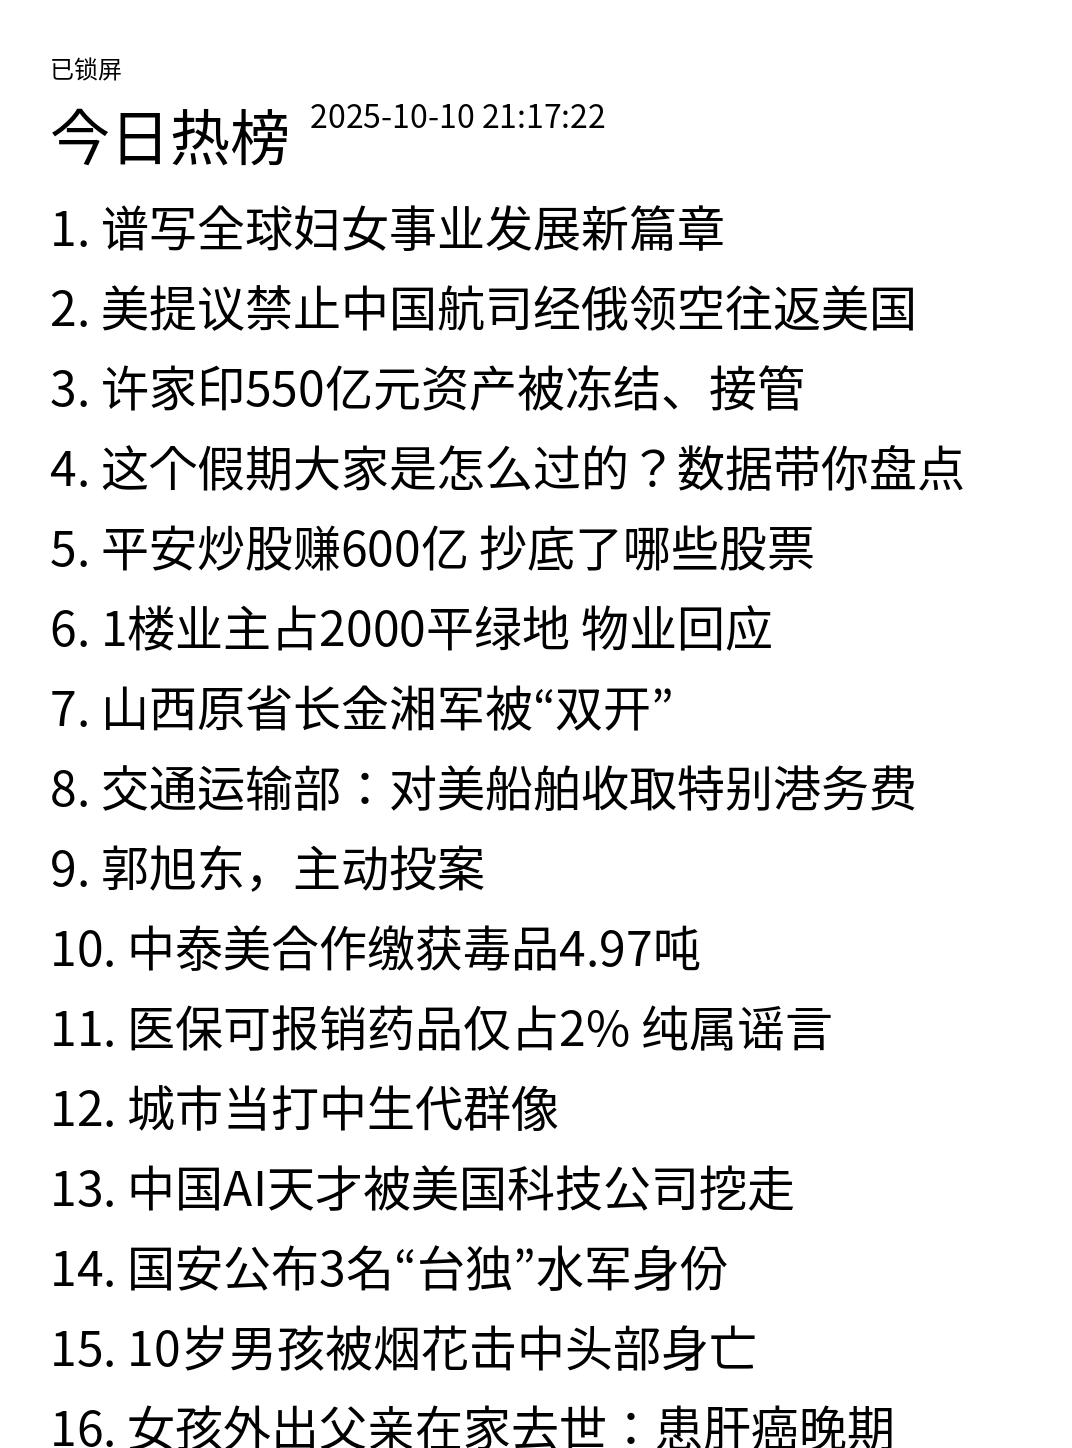 已锁屏
今日热榜 2025-10-10 21:17:22
1. 谱写全球妇女事业发展新篇章
2. 美提议禁止中国航司经俄领空往返美国
3. 许家印550亿元资产被冻结、接管
4. 这个假期大家是怎么过的？数据带你盘点
5. 平安炒股赚600亿 抄底了哪些股票
6. 1楼业主占2000平绿地 物业回应
7. 山西原省长金湘军被“双开”
8. 交通运输部：对美船舶收取特别港务费
9. 郭旭东，主动投案
10. 中泰美合作缴获毒品4.97吨
11. 医保可报销药品仅占2% 纯属谣言
12. 城市当打中生代群像
13. 中国AI天才被美国科技公司挖走
14. 国安公布3名“台独”水军身份
15. 10岁男孩被烟花击中头部身亡
16. 女孩外出父亲在家去世：患肝癌晚期